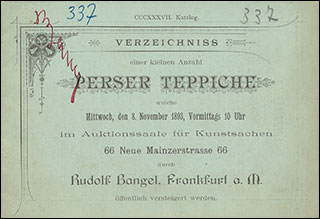 337
CCCXXXVII. Katalog.
337
VERZEICHNISS
einer kleinen Anzahl
PERSER TEPPICHE
welche
Mittwoch, den 8. November 1893, Vormittags 10 Uhr
im Auktionssaale für Kunstsachen
66 Neue Mainzerstrasse 66
durch
Rudolf Bangel, Frankfurt a. M.
öffentlich versteigert werden.